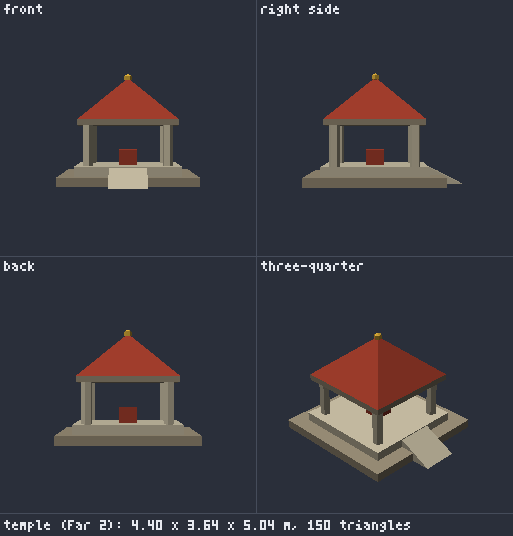 front
right side
back
three-quarter
temple (Far 2): 4.40 x 3.64 x 5.04 m, 150 triangles